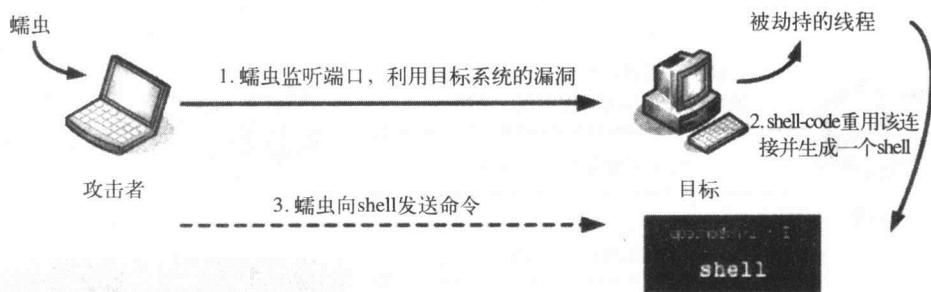 蠕虫
被劫持的线程
1. 蠕虫监听端口，利用目标系统的漏洞
2. shell-code重用该连
接并生成一个shell
攻击者
目标
3. 蠕虫向shell发送命令
shell